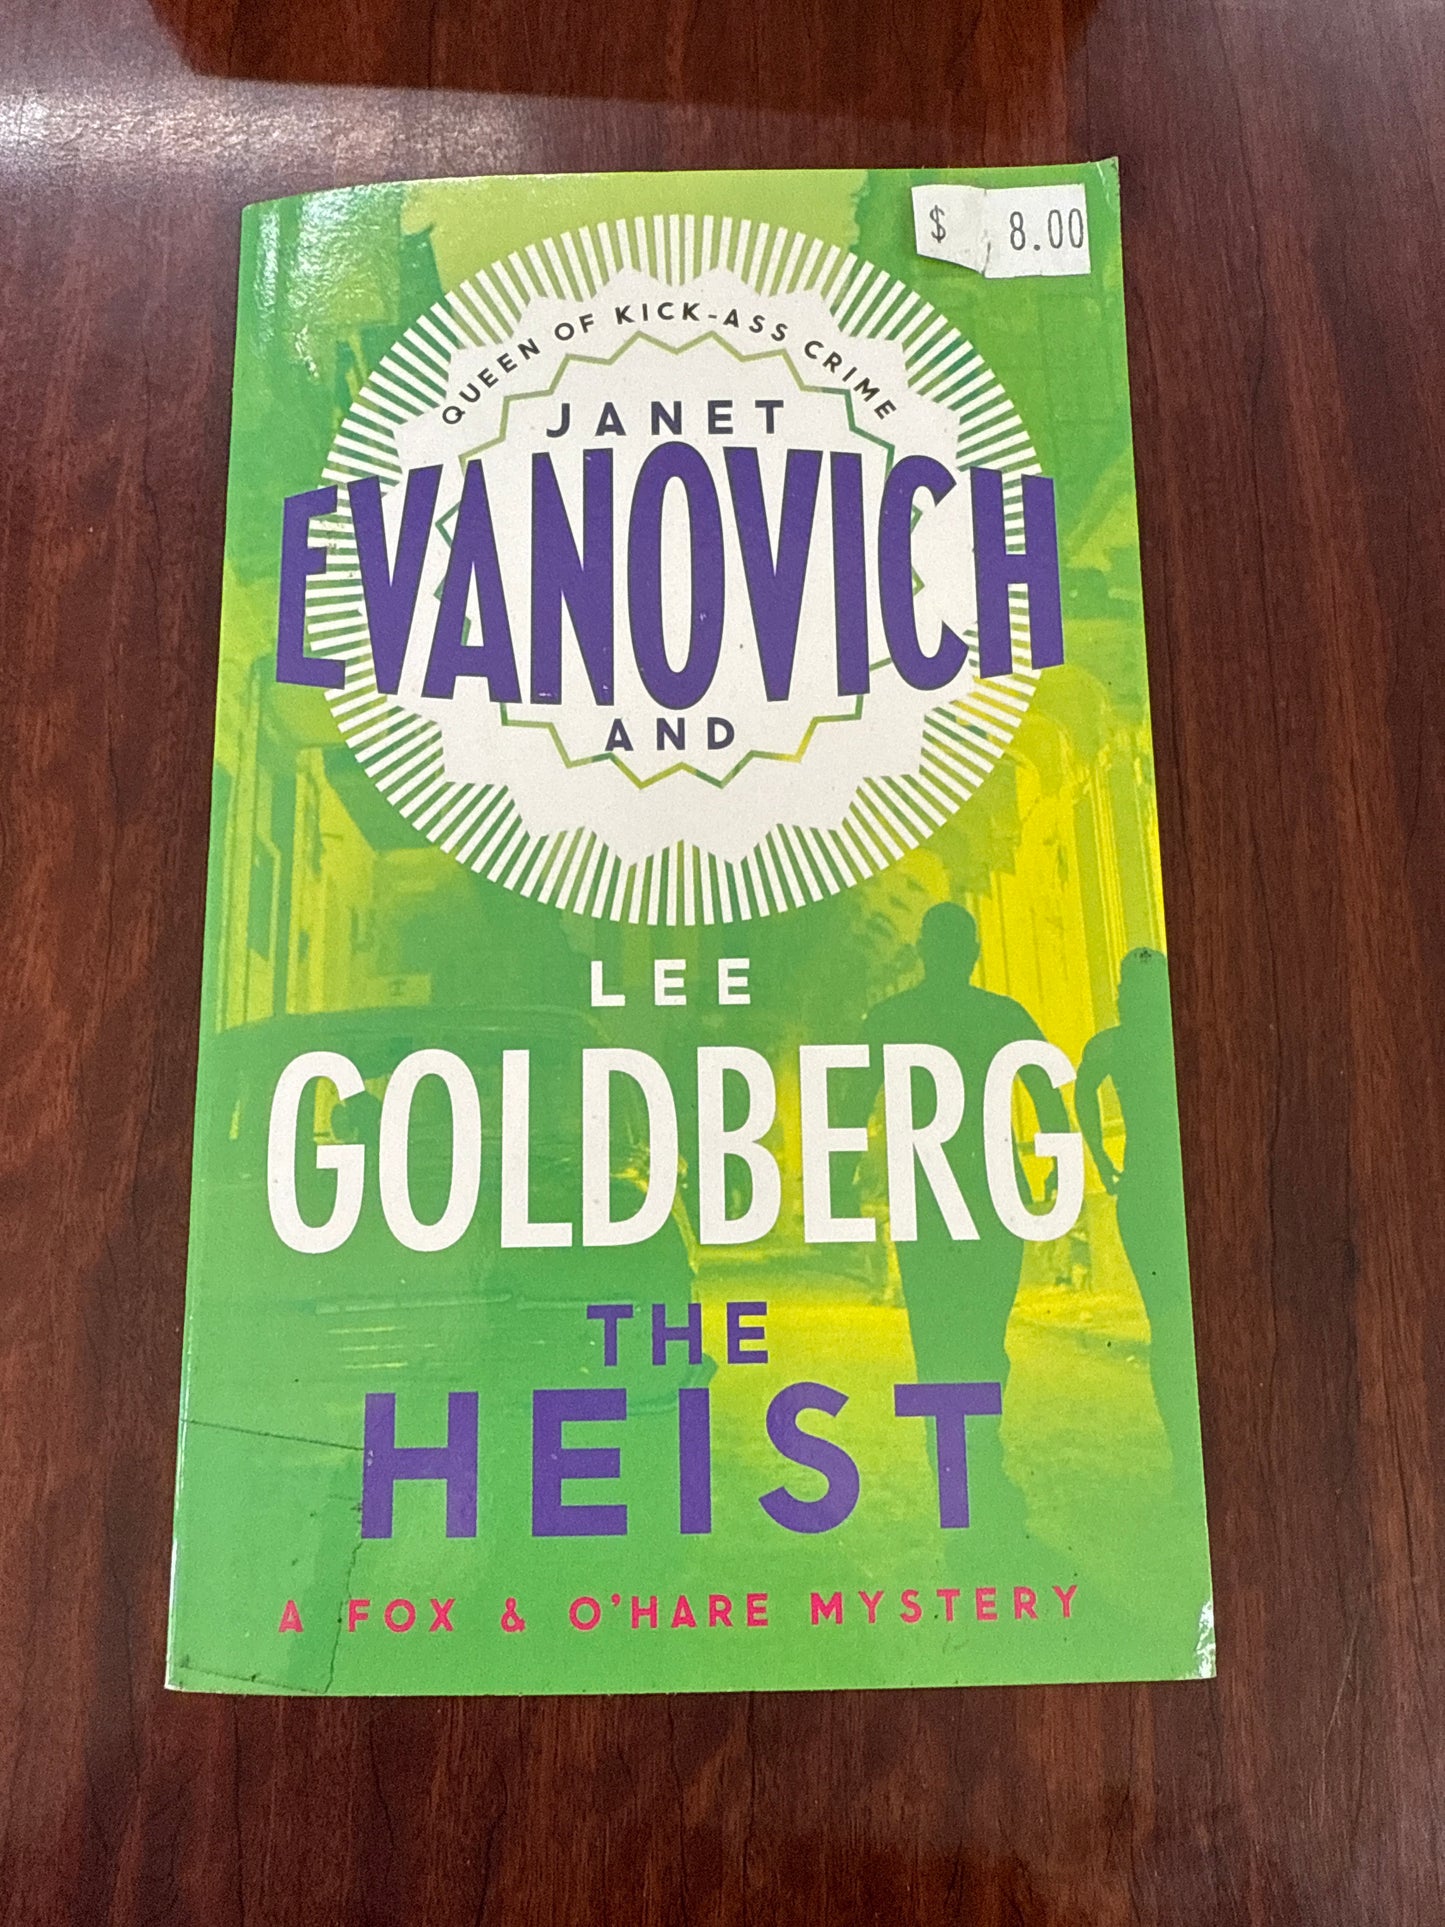 $ 8.00
QUEEN OF KICK-ASS CRIME
JANET
EVANOVICH
AND
LEE
GOLDBERG
THE
HEIST
A FOX & O'HARE MYSTERY